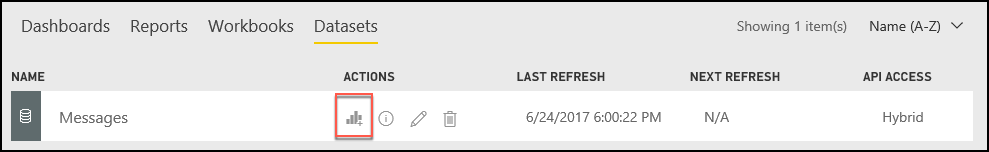 Dashboards Reports Workbooks Datasets Showing 1 item(s) Name (A-Z)
NAME ACTIONS LAST REFRESH NEXT REFRESH API ACCESS
Messages 6/24/2017 6:00:22 PM N/A Hybrid